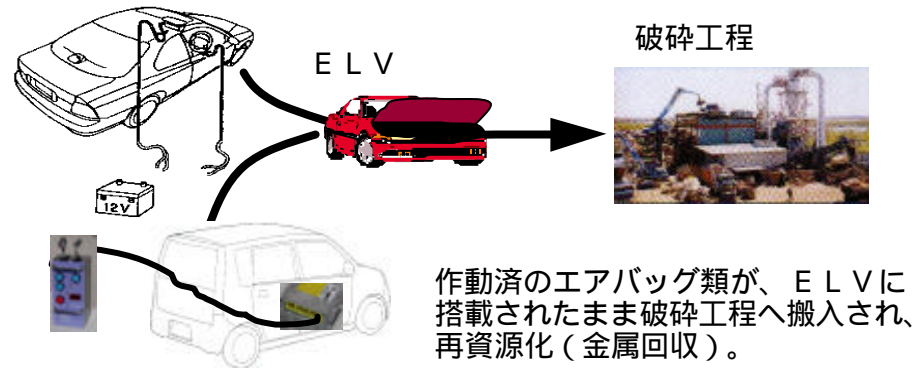 ＥＬＶ
破砕工程
12V
作動済のエアバッグ類が、ＥＬＶに
搭載されたまま破砕工程へ搬入され、
再資源化（金属回収）。